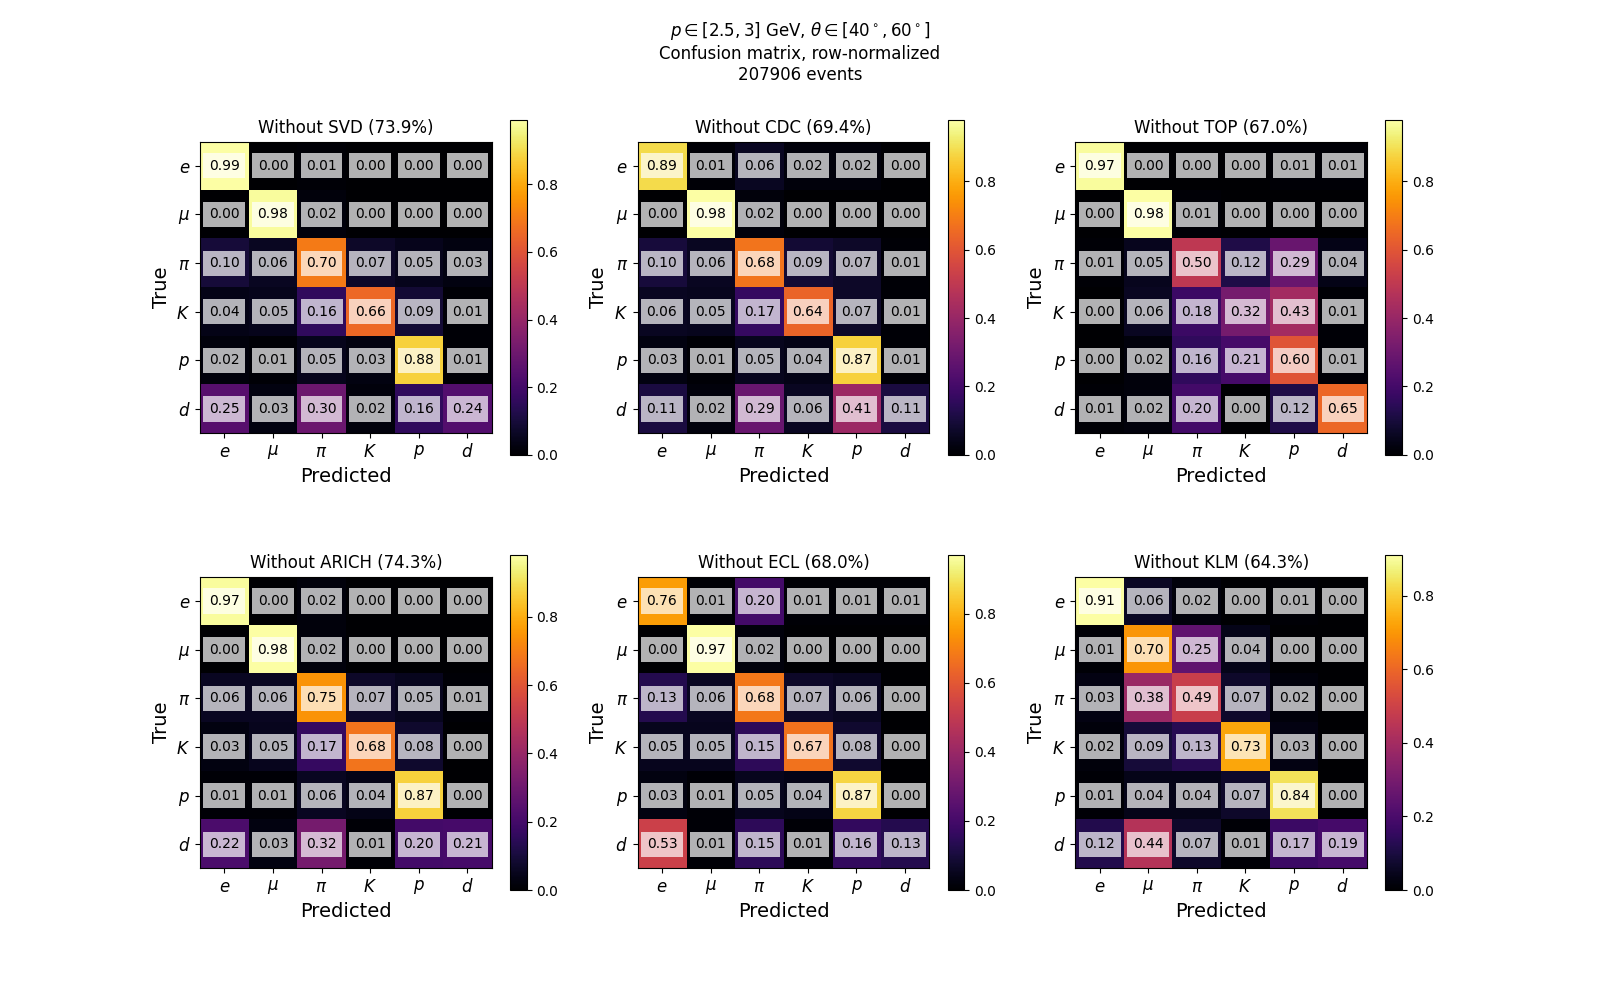 p ∈ [2.5, 3] GeV, θ ∈ [40°, 60°]
Confusion matrix, row-normalized
207906 events
Without SVD (73.9%)
True
e 0.99 0.00 0.01 0.00 0.00 0.00
μ 0.00 0.98 0.02 0.00 0.00 0.00
π 0.10 0.06 0.70 0.07 0.05 0.03
K 0.04 0.05 0.16 0.66 0.09 0.01
p 0.02 0.01 0.05 0.03 0.88 0.01
d 0.25 0.03 0.30 0.02 0.16 0.24
e μ π K p d
Predicted
0.8
0.6
0.4
0.2
0.0
Without CDC (69.4%)
True
e 0.89 0.01 0.06 0.02 0.02 0.00
μ 0.00 0.98 0.02 0.00 0.00 0.00
π 0.10 0.06 0.68 0.09 0.07 0.01
K 0.06 0.05 0.17 0.64 0.07 0.01
p 0.03 0.01 0.05 0.04 0.87 0.01
d 0.11 0.02 0.29 0.06 0.41 0.11
e μ π K p d
Predicted
0.8
0.6
0.4
0.2
0.0
Without TOP (67.0%)
True
e 0.97 0.00 0.00 0.00 0.01 0.01
μ 0.00 0.98 0.01 0.00 0.00 0.00
π 0.01 0.05 0.50 0.12 0.29 0.04
K 0.00 0.06 0.18 0.32 0.43 0.01
p 0.00 0.02 0.16 0.21 0.60 0.01
d 0.01 0.02 0.20 0.00 0.12 0.65
e μ π K p d
Predicted
0.8
0.6
0.4
0.2
0.0
Without ARICH (74.3%)
True
e 0.97 0.00 0.02 0.00 0.00 0.00
μ 0.00 0.98 0.02 0.00 0.00 0.00
π 0.06 0.06 0.75 0.07 0.05 0.01
K 0.03 0.05 0.17 0.68 0.08 0.00
p 0.01 0.01 0.06 0.04 0.87 0.00
d 0.22 0.03 0.32 0.01 0.20 0.21
e μ π K p d
Predicted
0.8
0.6
0.4
0.2
0.0
Without ECL (68.0%)
True
e 0.76 0.01 0.20 0.01 0.01 0.01
μ 0.00 0.97 0.02 0.00 0.00 0.00
π 0.13 0.06 0.68 0.07 0.06 0.00
K 0.05 0.05 0.15 0.67 0.08 0.00
p 0.03 0.01 0.05 0.04 0.87 0.00
d 0.53 0.01 0.15 0.01 0.16 0.13
e μ π K p d
Predicted
0.8
0.6
0.4
0.2
0.0
Without KLM (64.3%)
True
e 0.91 0.06 0.02 0.00 0.01 0.00
μ 0.01 0.70 0.25 0.04 0.00 0.00
π 0.03 0.38 0.49 0.07 0.02 0.00
K 0.02 0.09 0.13 0.73 0.03 0.00
p 0.01 0.04 0.04 0.07 0.84 0.00
d 0.12 0.44 0.07 0.01 0.17 0.19
e μ π K p d
Predicted
0.8
0.6
0.4
0.2
0.0